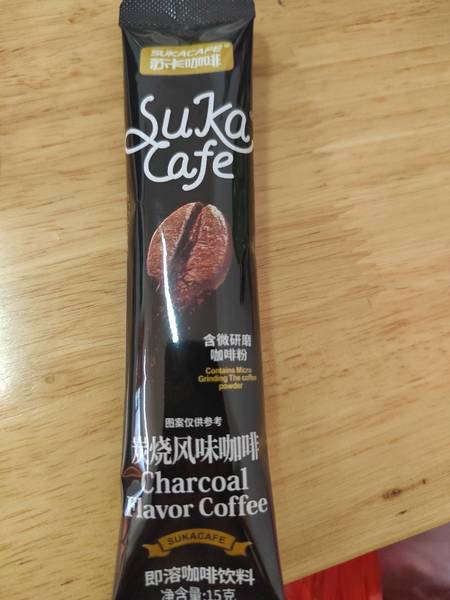 SUKACAFE®
苏卡咖啡
Suka
Cafe
含微研磨
咖啡粉
Contains Micro
Grinding The coffee
powder
图案仅供参考
炭烧风味咖啡
Charcoal
Flavor Coffee
SUKACAFE
即溶咖啡饮料
净含量:15克